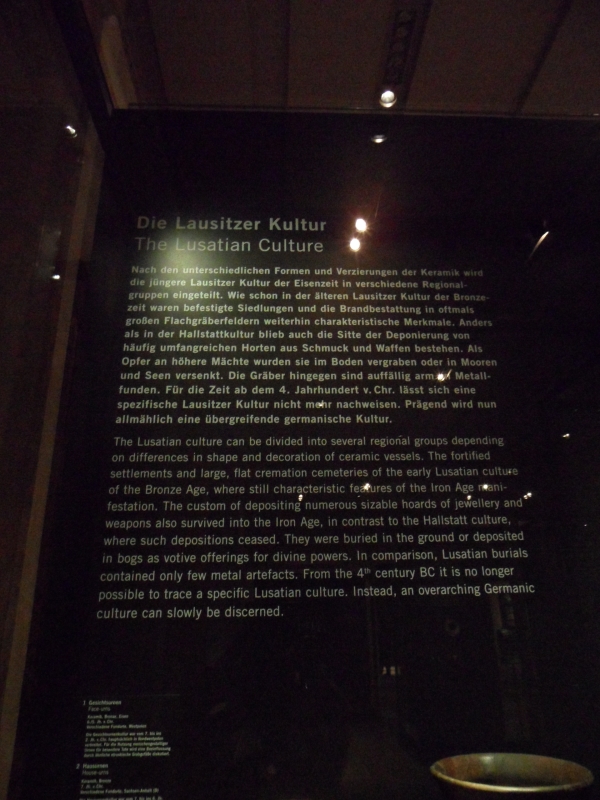 Die Lausitzer Kultur
The Lusatian Culture
Nach den unterschiedlichen Formen und Verzierungen der Keramik wird
die jüngere Lausitzer Kultur der Eisenzeit in verschiedene Regional-
gruppen eingeteilt. Wie schon in der älteren Lausitzer Kultur der Bronze-
zeit waren befestigte Siedlungen und die Brandbestattung in oftmals
großen Flachgräberfeldern weiterhin charakteristische Merkmale. Anders
als in der Hallstattkultur blieb auch die Sitte der Deponierung von
häufig umfangreichen Horten aus Schmuck und Waffen bestehen. Als
Opfer an höhere Mächte wurden sie im Boden vergraben oder in Mooren
und Seen versenkt. Die Gräber hingegen sind auffällig arm an Metall-
funden. Für die Zeit ab dem 4. Jahrhundert v. Chr. lässt sich eine
spezifische Lausitzer Kultur nicht mehr nachweisen. Prägend wird nun
allmählich eine übergreifende germanische Kultur.
The Lusatian culture can be divided into several regional groups depending
on differences in shape and decoration of ceramic vessels. The fortified
settlements and large, flat cremation cemeteries of the early Lusatian culture
of the Bronze Age, where still characteristic features of the Iron Age mani-
festation. The custom of depositing numerous sizable hoards of jewellery and
weapons also survived into the Iron Age, in contrast to the Hallstatt culture,
where such depositions ceased. They were buried in the ground or deposited
in bogs as votive offerings for divine powers. In comparison, Lusatian burials
contained only few metal artefacts. From the 4th century BC it is no longer
possible to trace a specific Lusatian culture. Instead, an overarching Germanic
culture can slowly be discerned.
1 Gesichtsurnen
Face urns
2 Hausurnen
House urns